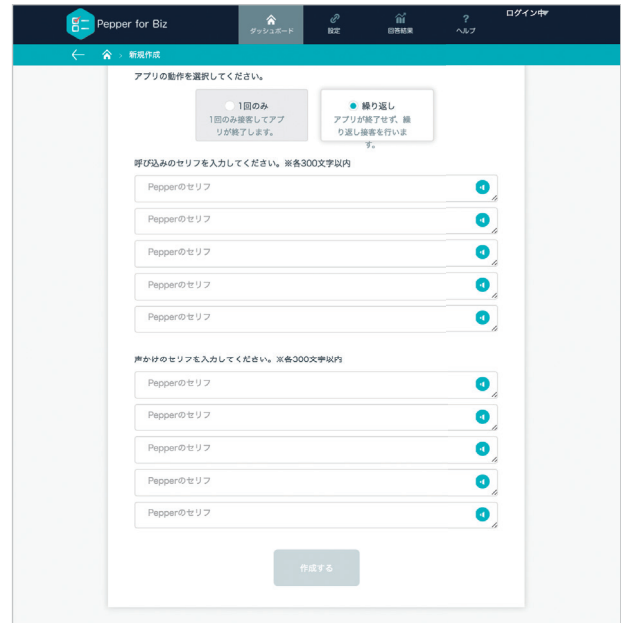 Pepper for Biz
ダッシュボード
設定
回答結果
?
ヘルプ
ログイン中▾
新規作成
アプリの動作を選択してください。
1回のみ
1回のみ接客してアプ
リが終了します。
繰り返し
アプリが終了せず、繰
り返し接客を行いま
す。
呼び込みのセリフを入力してください。※各300文字以内
Pepperのセリフ
Pepperのセリフ
Pepperのセリフ
Pepperのセリフ
Pepperのセリフ
声かけのセリフを入力してください。※各300文字以内
Pepperのセリフ
Pepperのセリフ
Pepperのセリフ
Pepperのセリフ
Pepperのセリフ
作成する